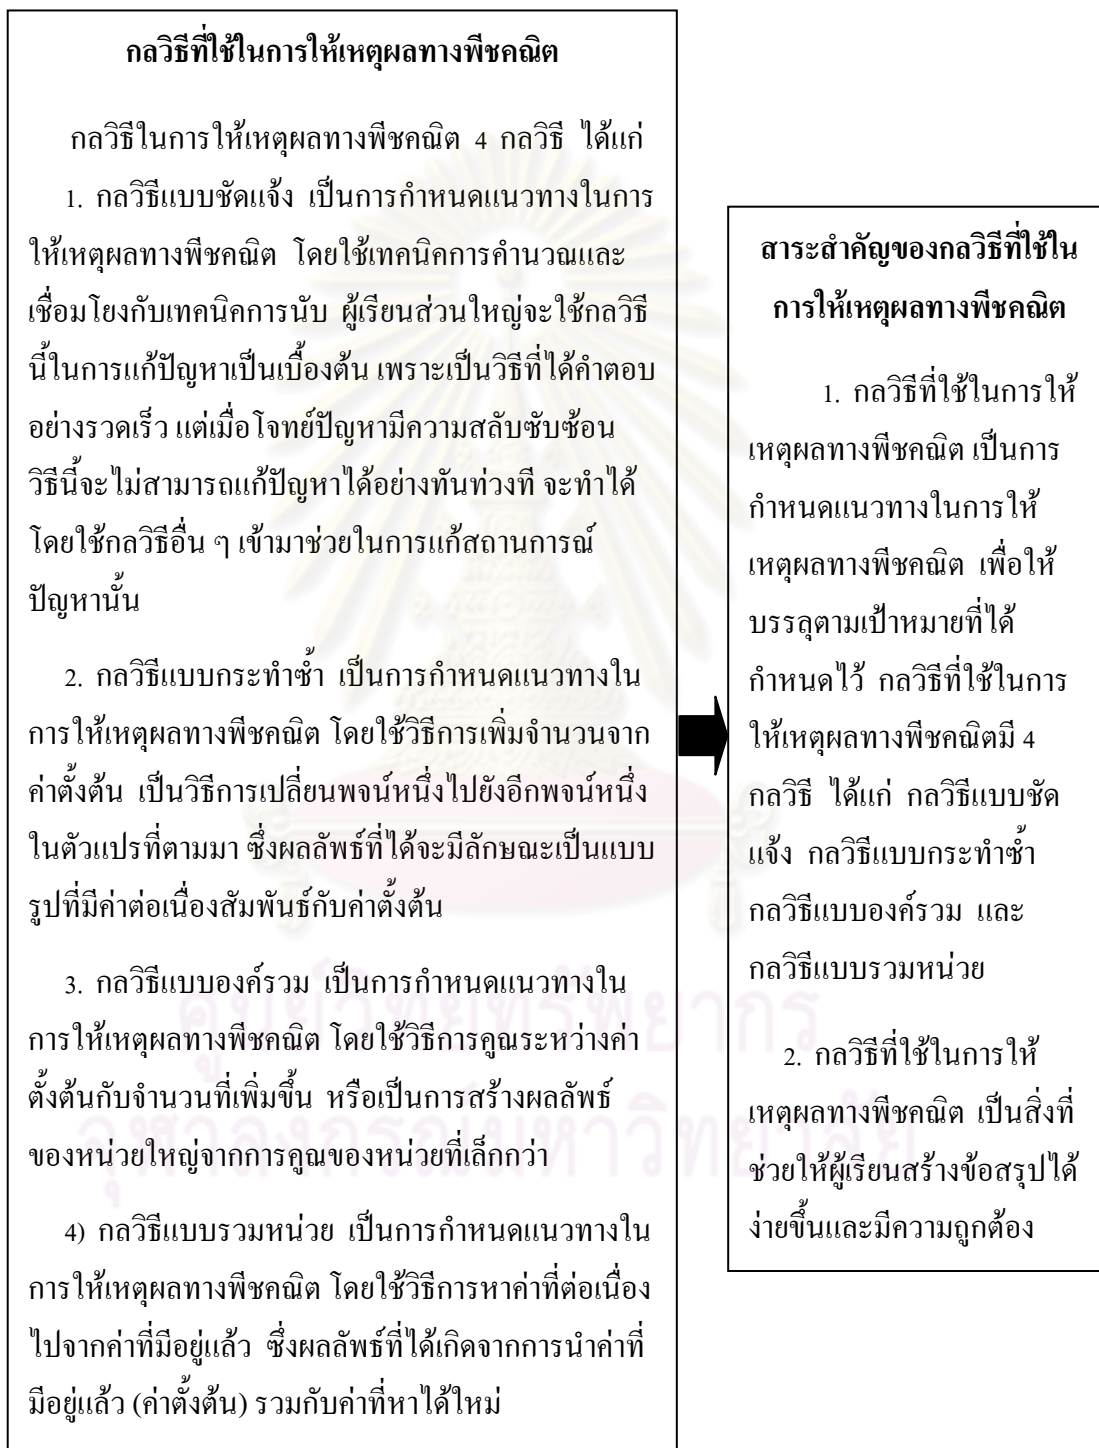 กลวิธีที่ใช้ในการให้เหตุผลทางพีชคณิต
กลวิธีในการให้เหตุผลทางพีชคณิต 4 กลวิธี ได้แก่
1. กลวิธีแบบชัดแจ้ง เป็นการกำหนดแนวทางในการ
ให้เหตุผลทางพีชคณิต โดยใช้เทคนิคการคำนวณและ
เชื่อมโยงกับเทคนิคการนับ ผู้เรียนส่วนใหญ่จะใช้กลวิธี
นี้ในการแก้ปัญหาเป็นเบื้องต้น เพราะเป็นวิธีที่ได้คำตอบ
อย่างรวดเร็ว แต่เมื่อโจทย์ปัญหามีความสลับซับซ้อน
วิธีนี้จะไม่สามารถแก้ปัญหาได้อย่างทันท่วงที จะทำได้
โดยใช้กลวิธีอื่น ๆ เข้ามาช่วยในการแก้สถานการณ์
ปัญหานั้น
2. กลวิธีแบบกระทำซ้ำ เป็นการกำหนดแนวทางใน
การให้เหตุผลทางพีชคณิต โดยใช้วิธีการเพิ่มจำนวนจาก
ค่าตั้งต้น เป็นวิธีการเปลี่ยนพจน์หนึ่งไปยังอีกพจน์หนึ่ง
ในตัวแปรที่ตามมา ซึ่งผลลัพธ์ที่ได้จะมีลักษณะเป็นแบบ
รูปที่มีค่าต่อเนื่องสัมพันธ์กับค่าตั้งต้น
3. กลวิธีแบบองค์รวม เป็นการกำหนดแนวทางใน
การให้เหตุผลทางพีชคณิต โดยใช้วิธีการคูณระหว่างค่า
ตั้งต้นกับจำนวนที่เพิ่มขึ้น หรือเป็นการสร้างผลลัพธ์
ของหน่วยใหญ่จากการคูณของหน่วยที่เล็กกว่า
4) กลวิธีแบบรวมหน่วย เป็นการกำหนดแนวทางใน
การให้เหตุผลทางพีชคณิต โดยใช้วิธีการหาค่าที่ต่อเนื่อง
ไปจากค่าที่มีอยู่แล้ว ซึ่งผลลัพธ์ที่ได้เกิดจากการนำค่าที่
มีอยู่แล้ว (ค่าตั้งต้น) รวมกับค่าที่หาได้ใหม่
สาระสำคัญของกลวิธีที่ใช้ใน
การให้เหตุผลทางพีชคณิต
1. กลวิธีที่ใช้ในการให้
เหตุผลทางพีชคณิต เป็นการ
กำหนดแนวทางในการให้
เหตุผลทางพีชคณิต เพื่อให้
บรรลุตามเป้าหมายที่ได้
กำหนดไว้ กลวิธีที่ใช้ในการ
ให้เหตุผลทางพีชคณิตมี 4
กลวิธี ได้แก่ กลวิธีแบบชัด
แจ้ง กลวิธีแบบกระทำซ้ำ
กลวิธีแบบองค์รวม และ
กลวิธีแบบรวมหน่วย
2. กลวิธีที่ใช้ในการให้
เหตุผลทางพีชคณิต เป็นสิ่งที่
ช่วยให้ผู้เรียนสร้างข้อสรุปได้
ง่ายขึ้นและมีความถูกต้อง
ศูนย์วิทยทรัพยากร
จุฬาลงกรณ์มหาวิทยาลัย